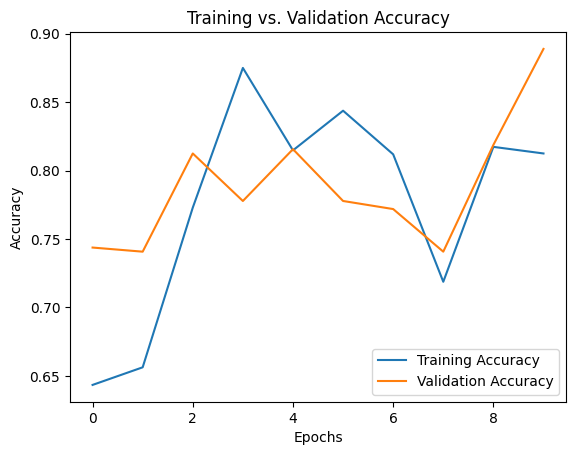 Training vs. Validation Accuracy
0.90
0.85
0.80
0.75
0.70
0.65
Accuracy
0 2 4 6 8
Epochs
Training Accuracy
Validation Accuracy